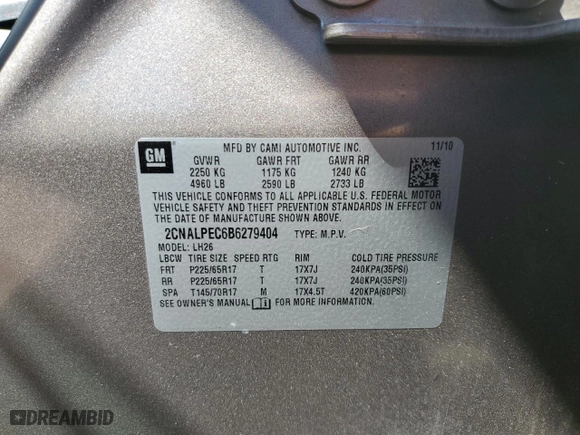 GM
MFD BY CAMI AUTOMOTIVE INC. 11/10
GVWR GAWR FRT GAWR RR
2250 KG 1175 KG 1240 KG
4960 LB 2590 LB 2733 LB
THIS VEHICLE CONFORMS TO ALL APPLICABLE U.S. FEDERAL MOTOR
VEHICLE SAFETY AND THEFT PREVENTION STANDARDS IN EFFECT ON
THE DATE OF MANUFACTURE SHOWN ABOVE.
2CNALPEC6B6279404 TYPE: M.P.V.
MODEL: LH26
LBCW TIRE SIZE SPEED RTG RIM COLD TIRE PRESSURE
FRT P225/65R17 T 17X7J 240KPA(35PSI)
RR P225/65R17 T 17X7J 240KPA(35PSI)
SPA T145/70R17 M 17X4.5T 420KPA(60PSI)
SEE OWNER'S MANUAL FOR MORE INFORMATION.
DREAMBID